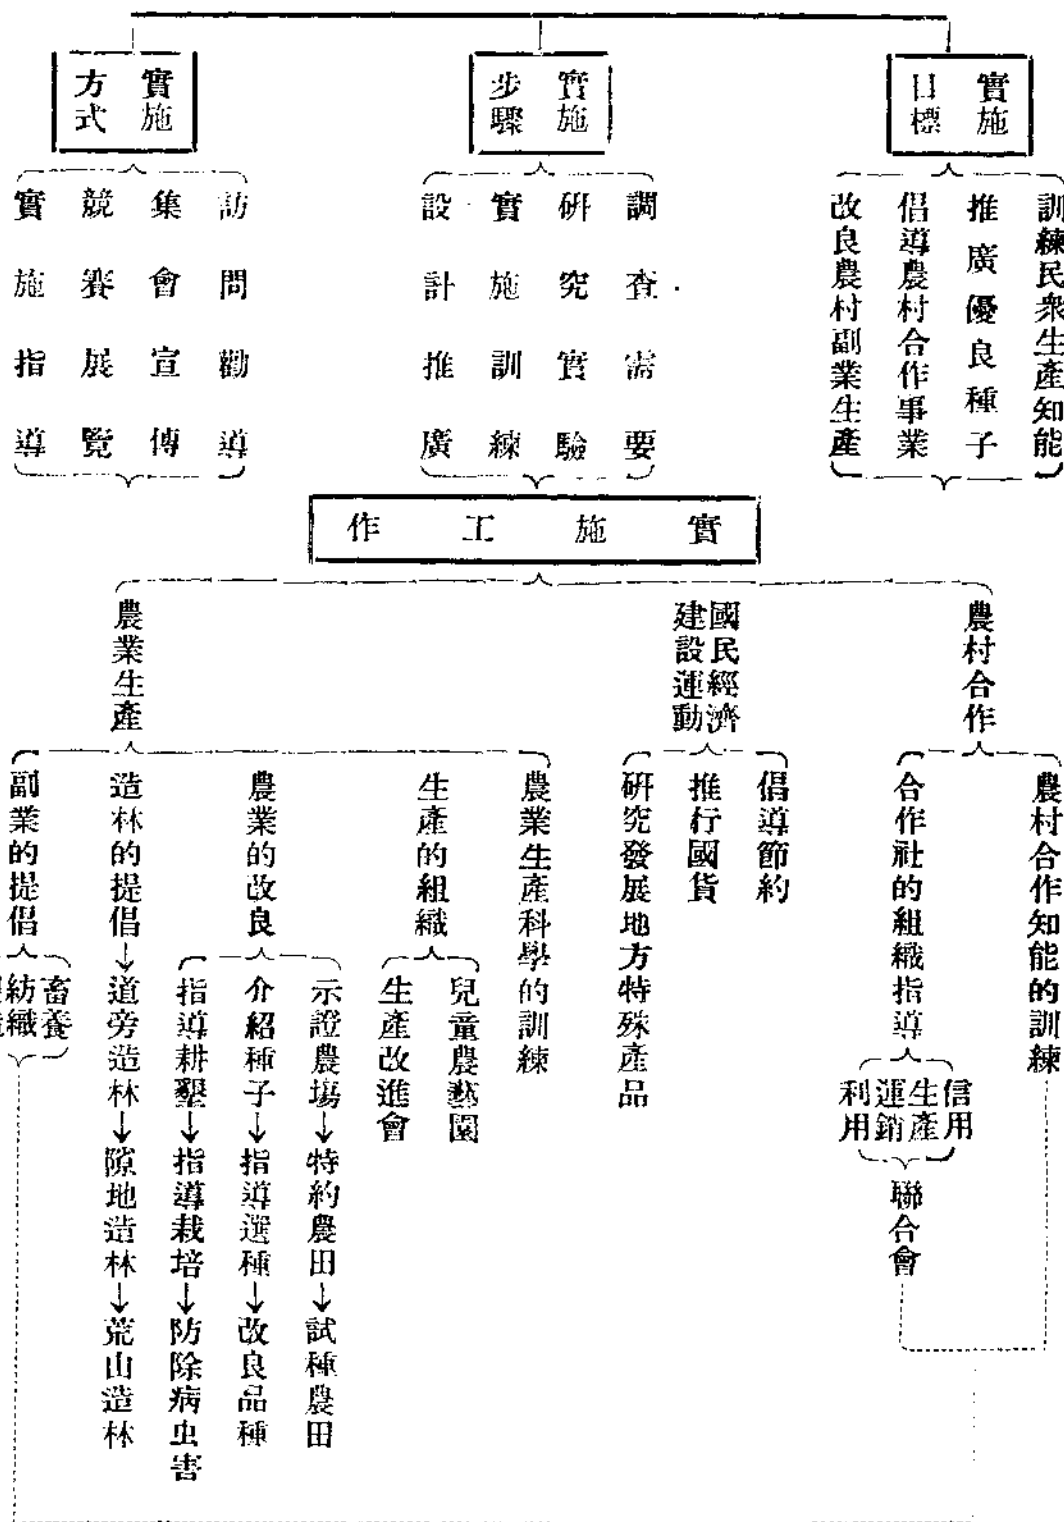 實施目標
訓練民衆生產知能
推廣優良種子
倡導農村合作事業
改良農村副業生產
實施步驟
調查需要
研究實驗
實施訓練
設計推廣
實施方式
訪問勸導
集會宣傳
競賽展覽
實施指導
實施工作
農村合作
農村合作知能的訓練
合作社的組織指導
信用
生產
運銷
利用
聯合會
國民經濟建設運動
倡導節約
推行國貨
研究發展地方特殊產品
農業生產
農業生產科學的訓練
生產的組織
兒童農藝園
生產改進會
農業的改良
示證農場→特約農田→試種農田
介紹種子→指導選種→改良品種
指導耕墾→指導栽培→防除病虫害
造林的提倡→道旁造林→隙地造林→荒山造林
副業的提倡
畜養
紡織